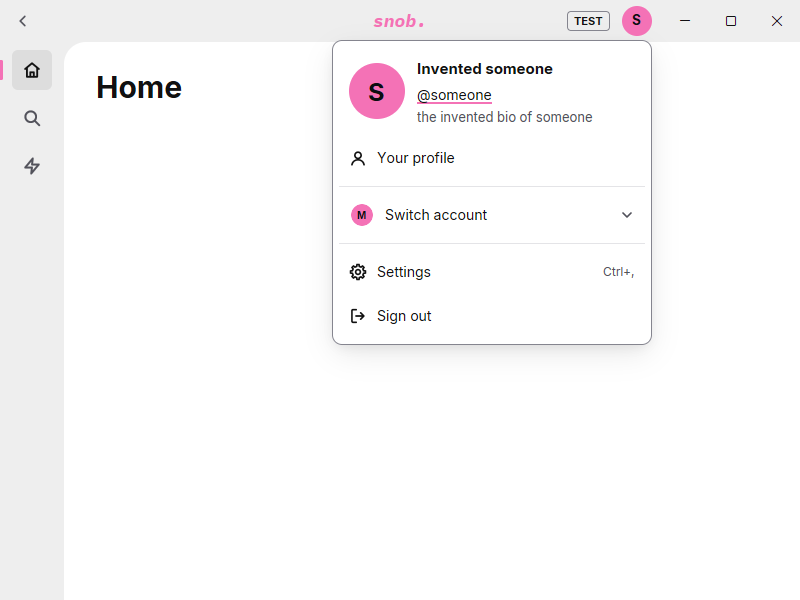 snob.
TEST
S
Home
S
Invented someone
@someone
the invented bio of someone
Your profile
M
Switch account
Settings
Ctrl+,
Sign out